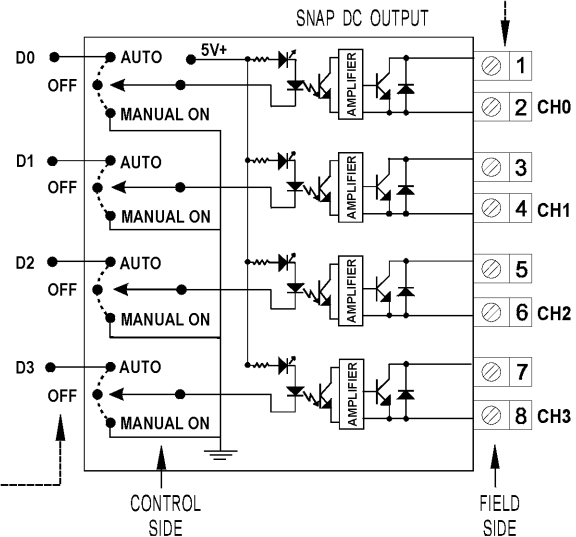 SNAP DC OUTPUT
D0 AUTO 5V+ 1
OFF AMPLIFIER
MANUAL ON 2 CH0
D1 AUTO 3
OFF AMPLIFIER
MANUAL ON 4 CH1
D2 AUTO 5
OFF AMPLIFIER
MANUAL ON 6 CH2
D3 AUTO 7
OFF AMPLIFIER
MANUAL ON 8 CH3
CONTROL SIDE
FIELD SIDE